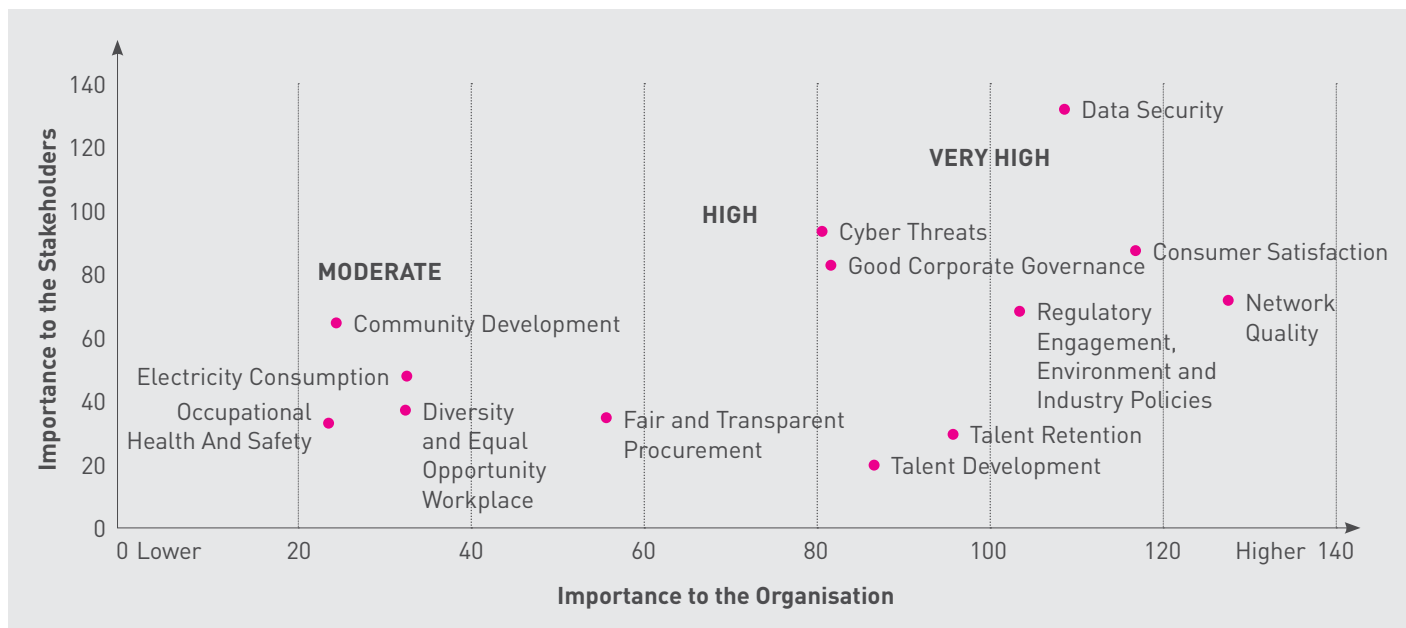 Importance to the Stakeholders
140
120
100
80
60
40
20
0
Data Security
VERY HIGH
HIGH
Cyber Threats
Consumer Satisfaction
Good Corporate Governance
MODERATE
Network
Quality
Regulatory
Engagement,
Environment and
Industry Policies
Community Development
Electricity Consumption
Occupational
Health And Safety
Diversity
and Equal
Opportunity
Workplace
Fair and Transparent
Procurement
Talent Retention
Talent Development
0 Lower 20 40 60 80 100 120 Higher 140
Importance to the Organisation